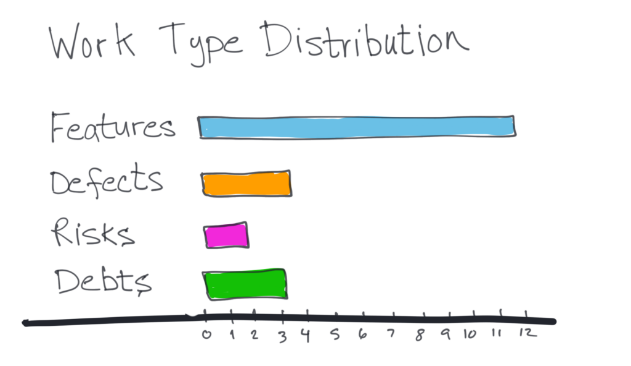 Work Type Distribution
Features
Defects
Risks
Debts
0 1 2 3 4 5 6 7 8 9 10 11 12